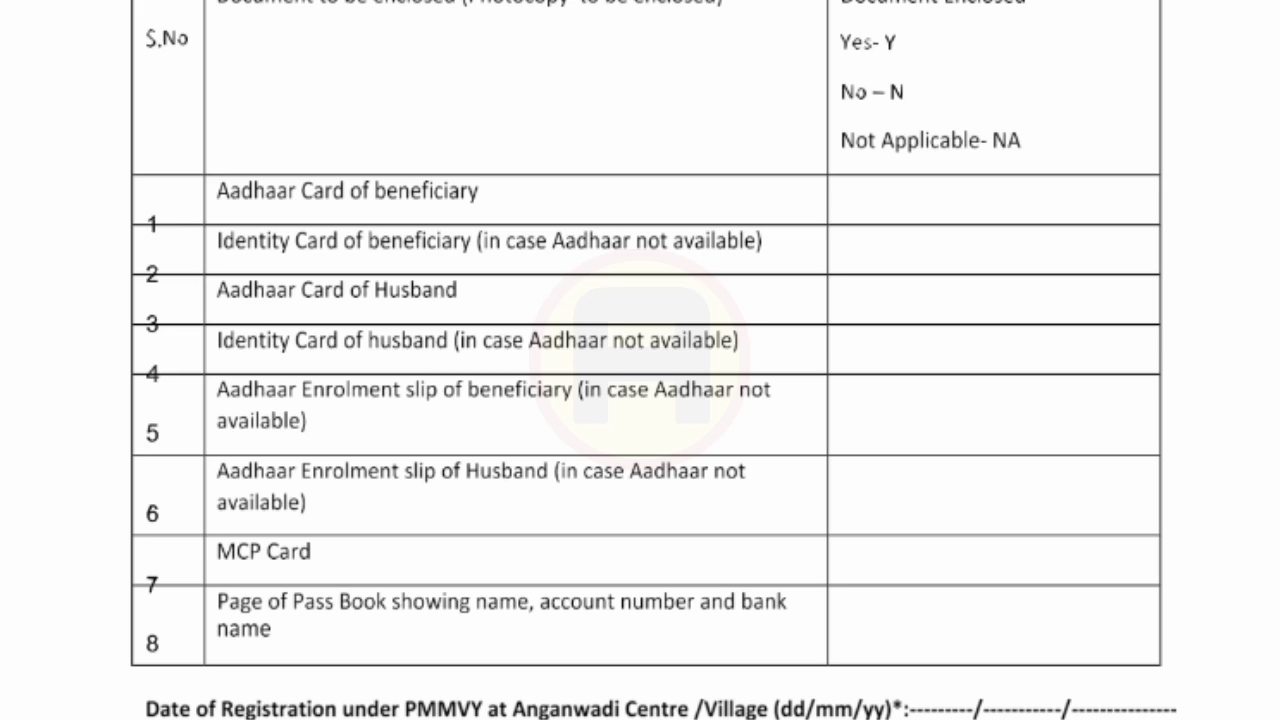 Document to be enclosed (Photocopy to be enclosed)
Document Enclosed
S.No
Yes- Y
No – N
Not Applicable- NA
1
Aadhaar Card of beneficiary
2
Identity Card of beneficiary (in case Aadhaar not available)
3
Aadhaar Card of Husband
4
Identity Card of husband (in case Aadhaar not available)
5
Aadhaar Enrolment slip of beneficiary (in case Aadhaar not
available)
6
Aadhaar Enrolment slip of Husband (in case Aadhaar not
available)
7
MCP Card
8
Page of Pass Book showing name, account number and bank
name
Date of Registration under PMMVY at Anganwadi Centre /Village (dd/mm/yy)*:---------/-----------/---------------